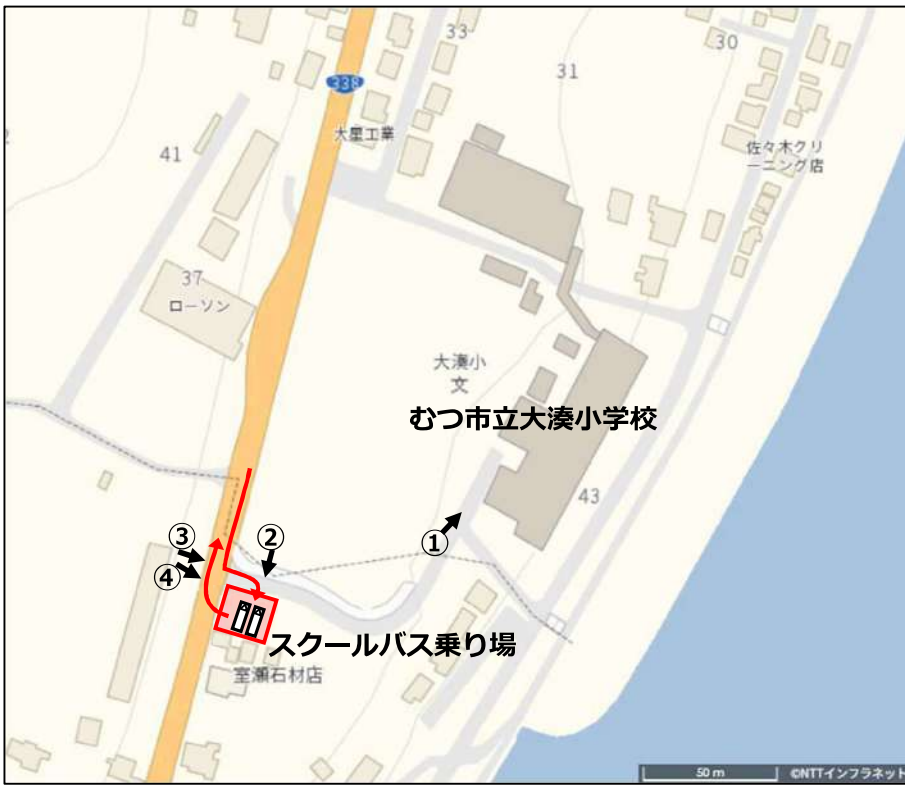 33
30
31
338
大星工業
佐々木クリ
ーニング店
41
37
ローソン
大湊小
文
むつ市立大湊小学校
43
①
②
③
④
スクールバス乗り場
室瀬石材店
50 m
©NTTインフラネット